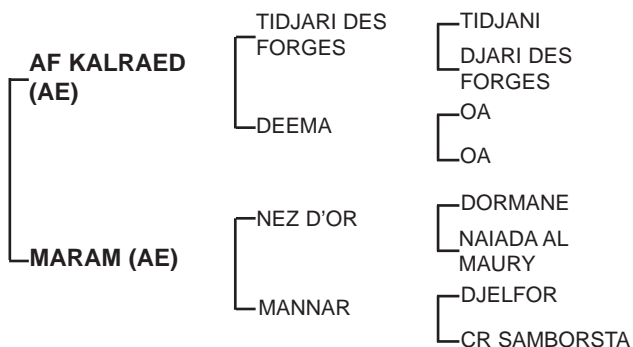 AF KALRAED
(AE)
MARAM (AE)
TIDJARI DES
FORGES
DEEMA
NEZ D'OR
MANNAR
TIDJANI
DJARI DES
FORGES
OA
OA
DORMANE
NAIADA AL
MAURY
DJELFOR
CR SAMBORSTA